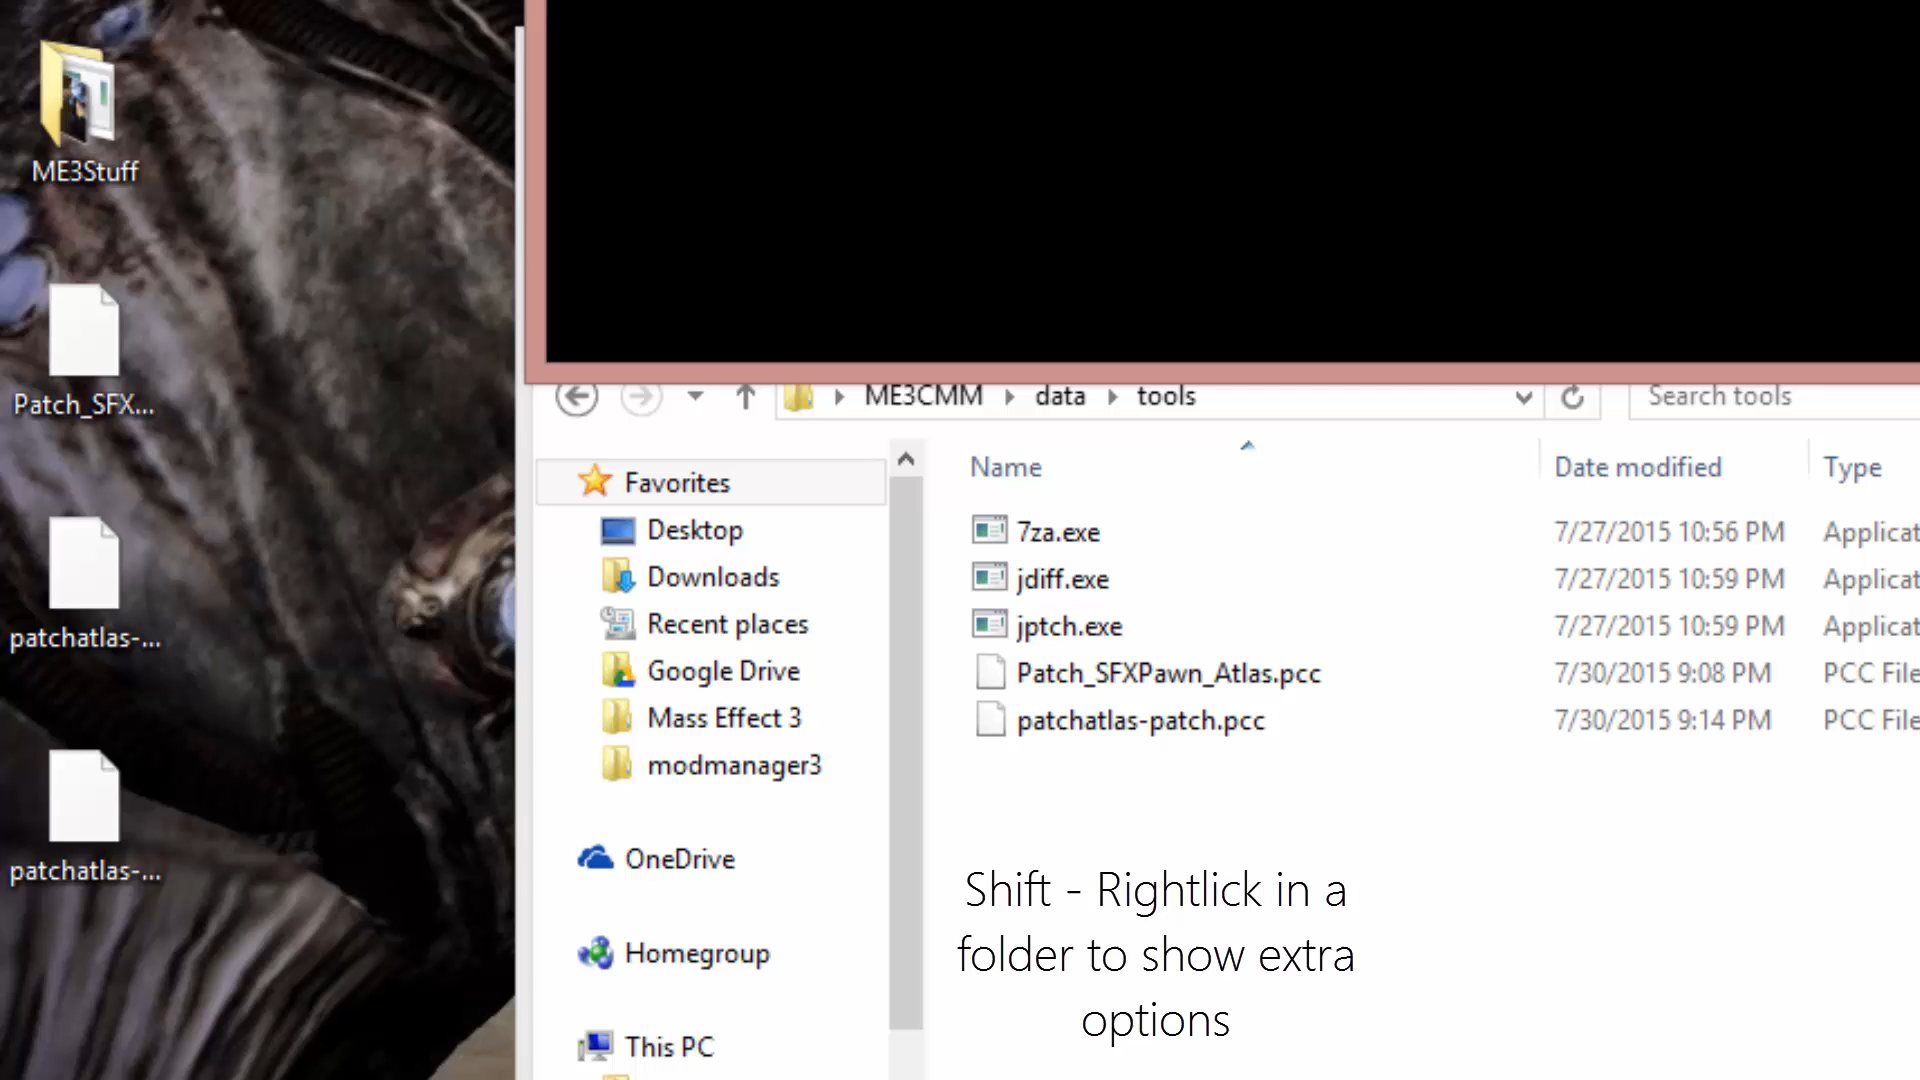 ME3Stuff
Patch_SFX...
patchatlas-...
patchatlas-...
ME3CMM data tools
Search tools
Favorites
Desktop
Downloads
Recent places
Google Drive
Mass Effect 3
modmanager3
OneDrive
Homegroup
This PC
Name Date modified Type
7za.exe 7/27/2015 10:56 PM Applicat
jdiff.exe 7/27/2015 10:59 PM Applicat
jptch.exe 7/27/2015 10:59 PM Applicat
Patch_SFXPawn_Atlas.pcc 7/30/2015 9:08 PM PCC File
patchatlas-patch.pcc 7/30/2015 9:14 PM PCC File
Shift - Rightlick in a
folder to show extra
options